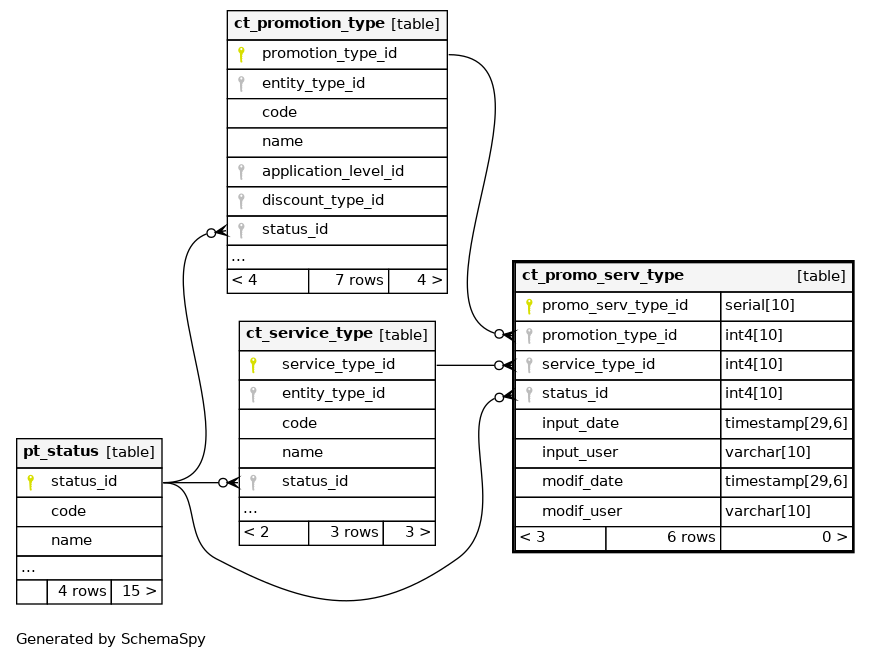 ct_promotion_type [table]
promotion_type_id
entity_type_id
code
name
application_level_id
discount_type_id
status_id
...
< 4 7 rows 4 >
ct_promo_serv_type [table]
promo_serv_type_id serial[10]
promotion_type_id int4[10]
service_type_id int4[10]
status_id int4[10]
input_date timestamp[29,6]
input_user varchar[10]
modif_date timestamp[29,6]
modif_user varchar[10]
< 3 6 rows 0 >
ct_service_type [table]
service_type_id
entity_type_id
code
name
status_id
...
< 2 3 rows 3 >
pt_status [table]
status_id
code
name
...
4 rows 15 >
Generated by SchemaSpy